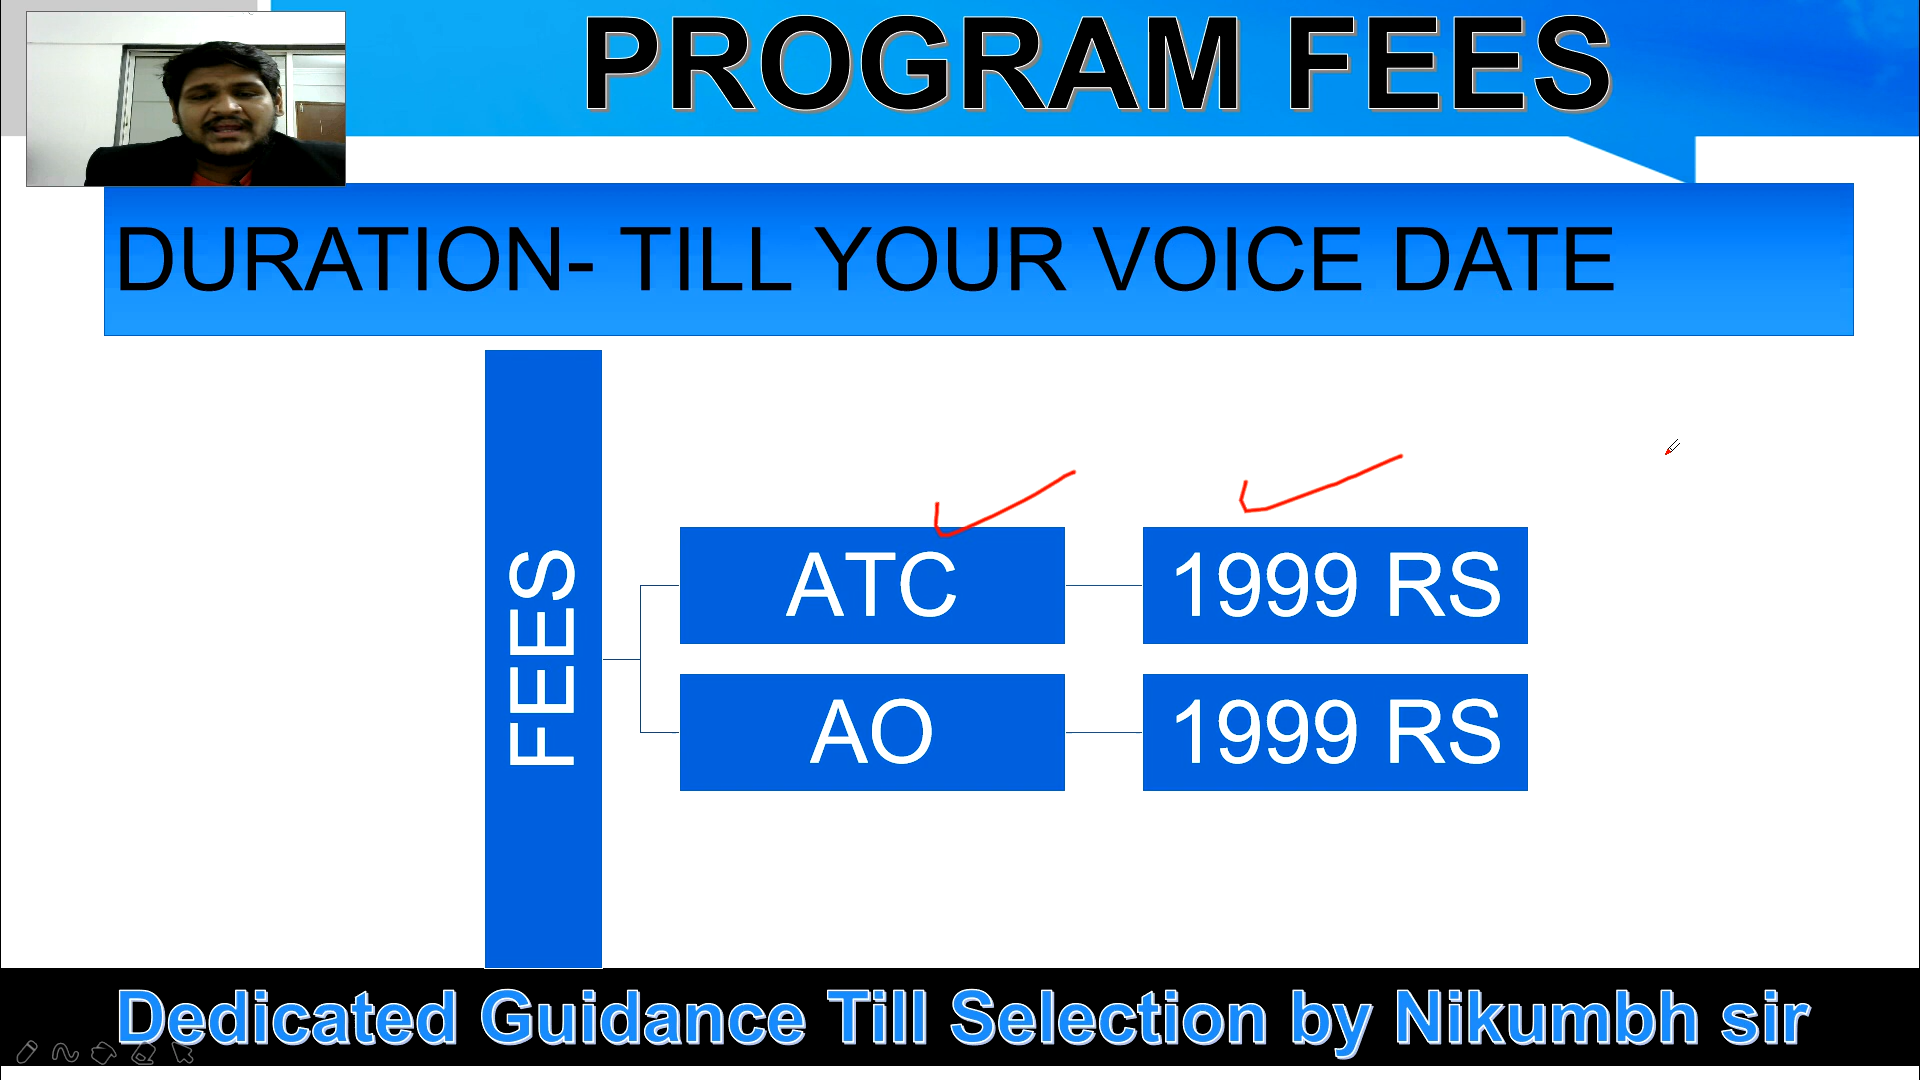 PROGRAM FEES
DURATION- TILL YOUR VOICE DATE
FEES
ATC
1999 RS
AO
1999 RS
Dedicated Guidance Till Selection by Nikumbh sir